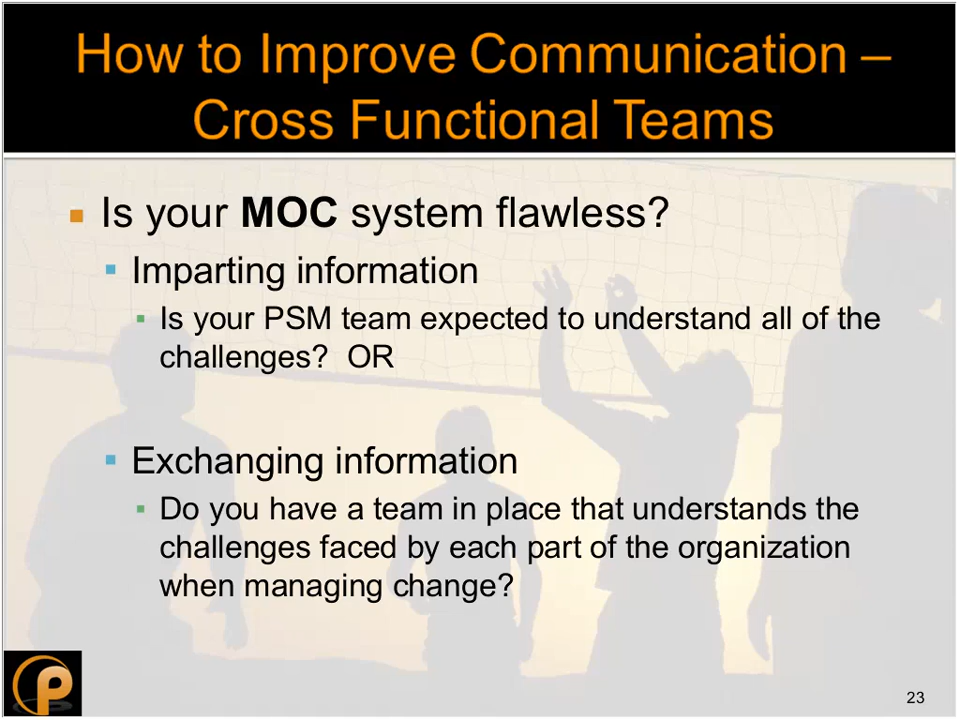 How to Improve Communication –
Cross Functional Teams
Is your MOC system flawless?
Imparting information
Is your PSM team expected to understand all of the
challenges? OR
Exchanging information
Do you have a team in place that understands the
challenges faced by each part of the organization
when managing change?
P
23